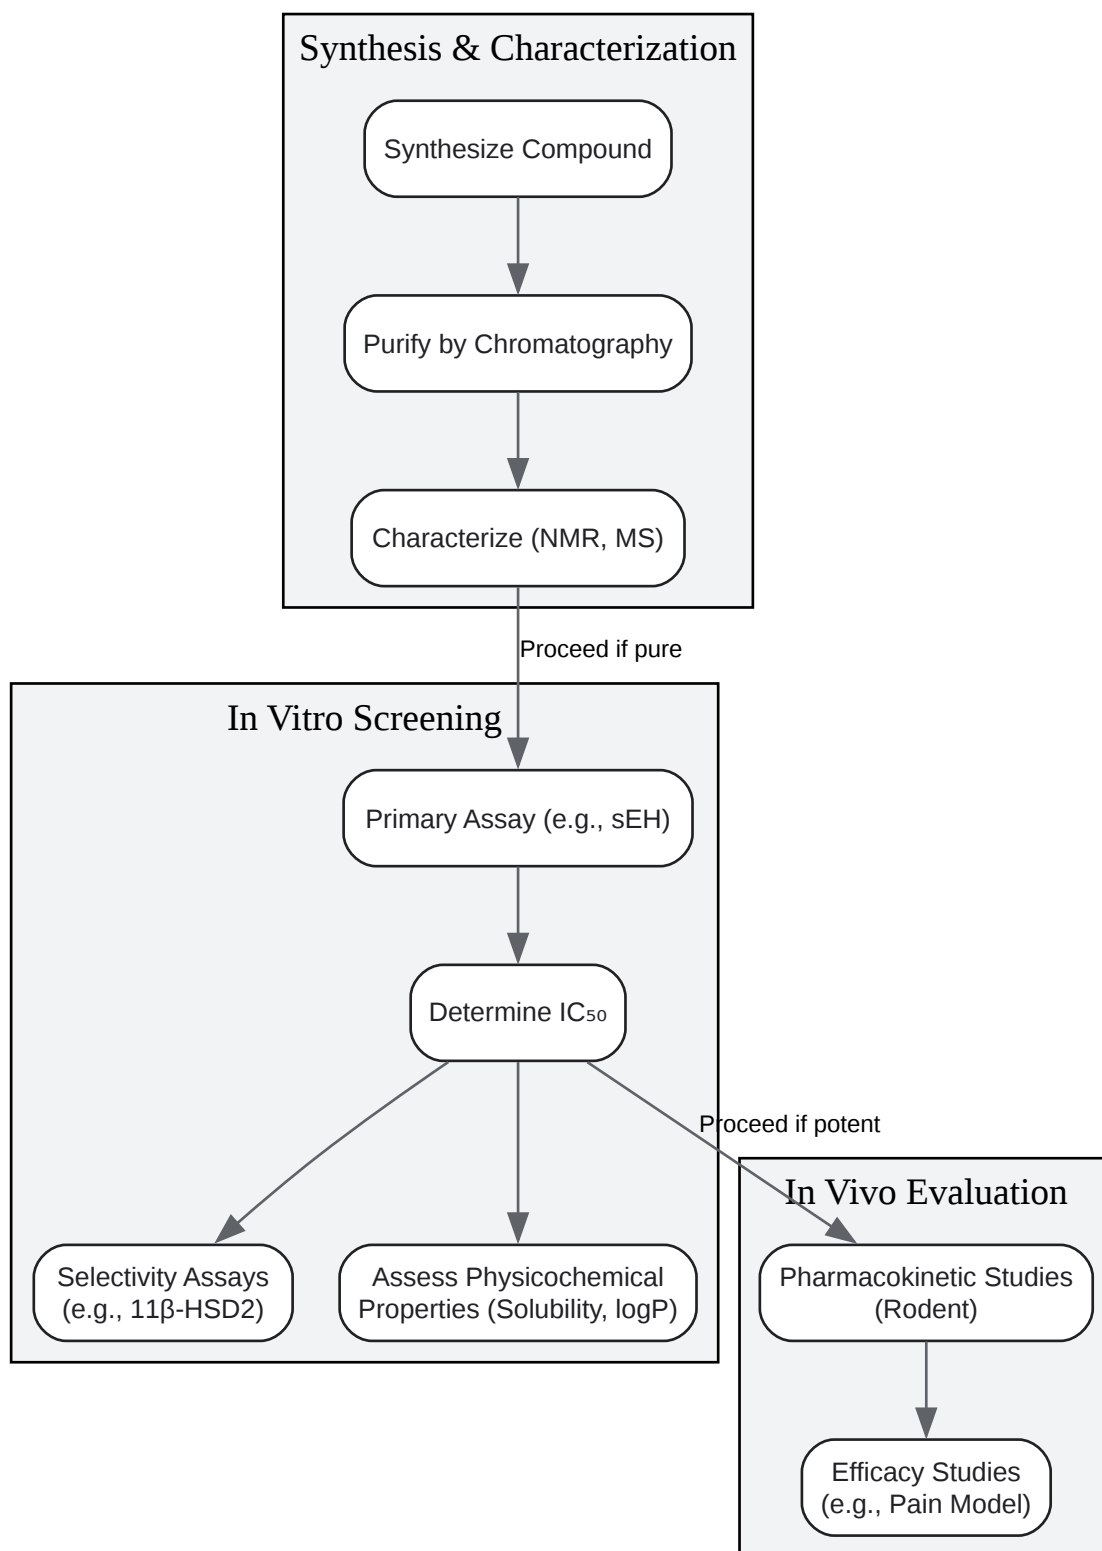 Synthesis & Characterization
Synthesize Compound
Purify by Chromatography
Characterize (NMR, MS)
Proceed if pure
In Vitro Screening
Primary Assay (e.g., sEH)
Determine IC₅₀
Proceed if potent
In Vivo Evaluation
Selectivity Assays
(e.g., 11β-HSD2)
Assess Physicochemical
Properties (Solubility, logP)
Pharmacokinetic Studies
(Rodent)
Efficacy Studies
(e.g., Pain Model)